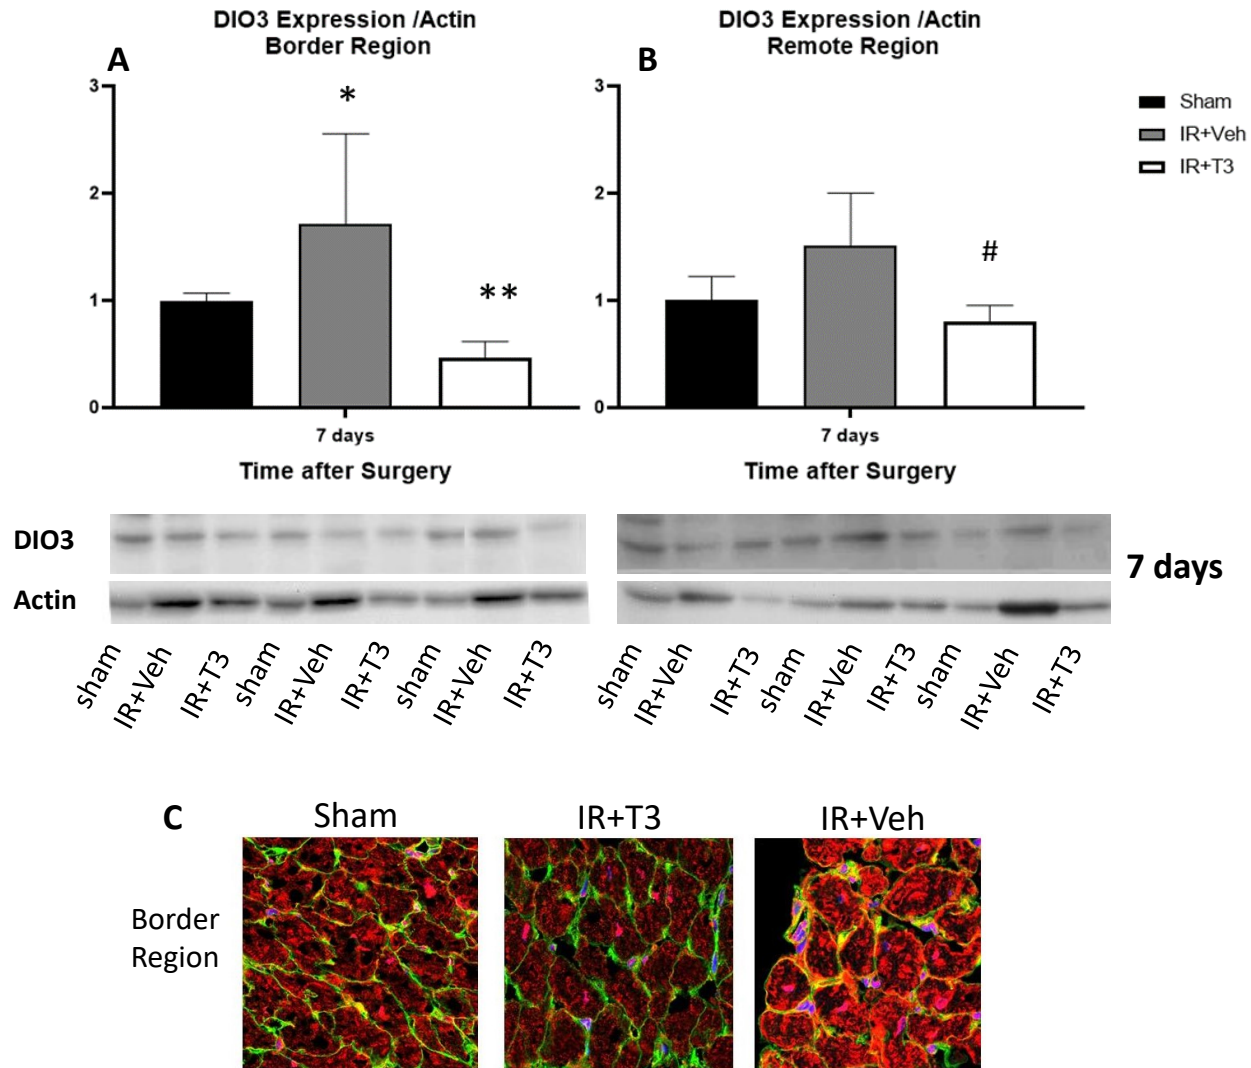 DIO3 Expression /Actin
Border Region
A
3
2
1
0
*
**
7 days
Time after Surgery
DIO3 Expression /Actin
Remote Region
B
3
2
1
0
#
7 days
Time after Surgery
Sham
IR+Veh
IR+T3
DIO3
Actin
7 days
sham
IR+Veh
IR+T3
sham
IR+Veh
IR+T3
sham
IR+Veh
IR+T3
sham
IR+Veh
IR+T3
sham
IR+Veh
IR+T3
sham
IR+Veh
IR+T3
C
Sham
IR+T3
IR+Veh
Border
Region